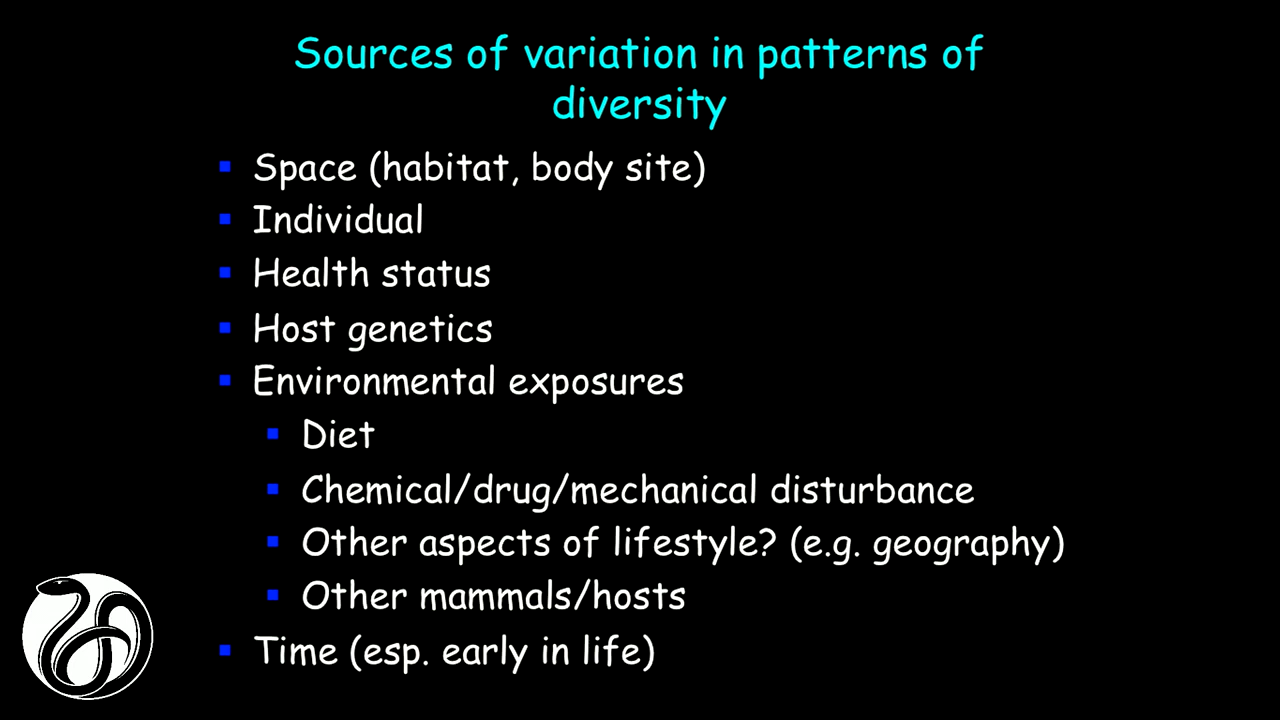 Sources of variation in patterns of
diversity
▪ Space (habitat, body site)
▪ Individual
▪ Health status
▪ Host genetics
▪ Environmental exposures
▪ Diet
▪ Chemical/drug/mechanical disturbance
▪ Other aspects of lifestyle? (e.g. geography)
▪ Other mammals/hosts
▪ Time (esp. early in life)